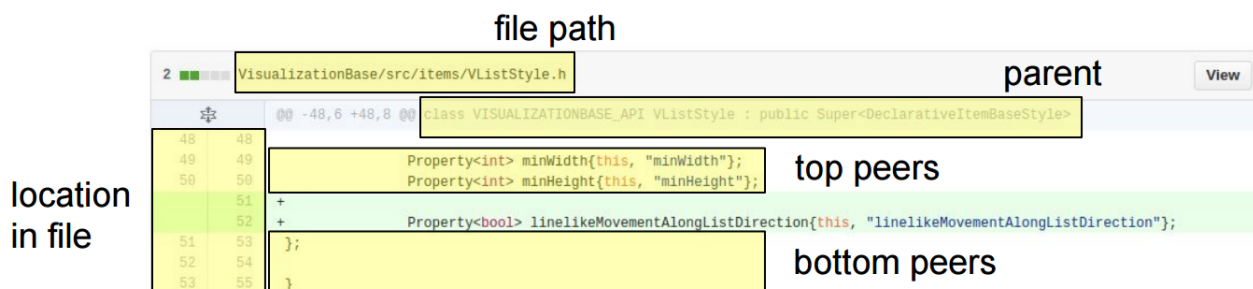 file path
2 VisualizationBase/src/items/VListStyle.h
parent
View
@@ -48,6 +48,8 @@ class VISUALIZATIONBASE_API VListStyle : public Super<DeclarativeItemBaseStyle>
48 48
49 49 Property<int> minWidth{this, "minWidth"};
50 50 Property<int> minHeight{this, "minHeight"};
top peers
location
in file
51 +
52 + Property<bool> linelikeMovementAlongListDirection{this, "linelikeMovementAlongListDirection"};
51 53 };
52 54
53 55 }
bottom peers